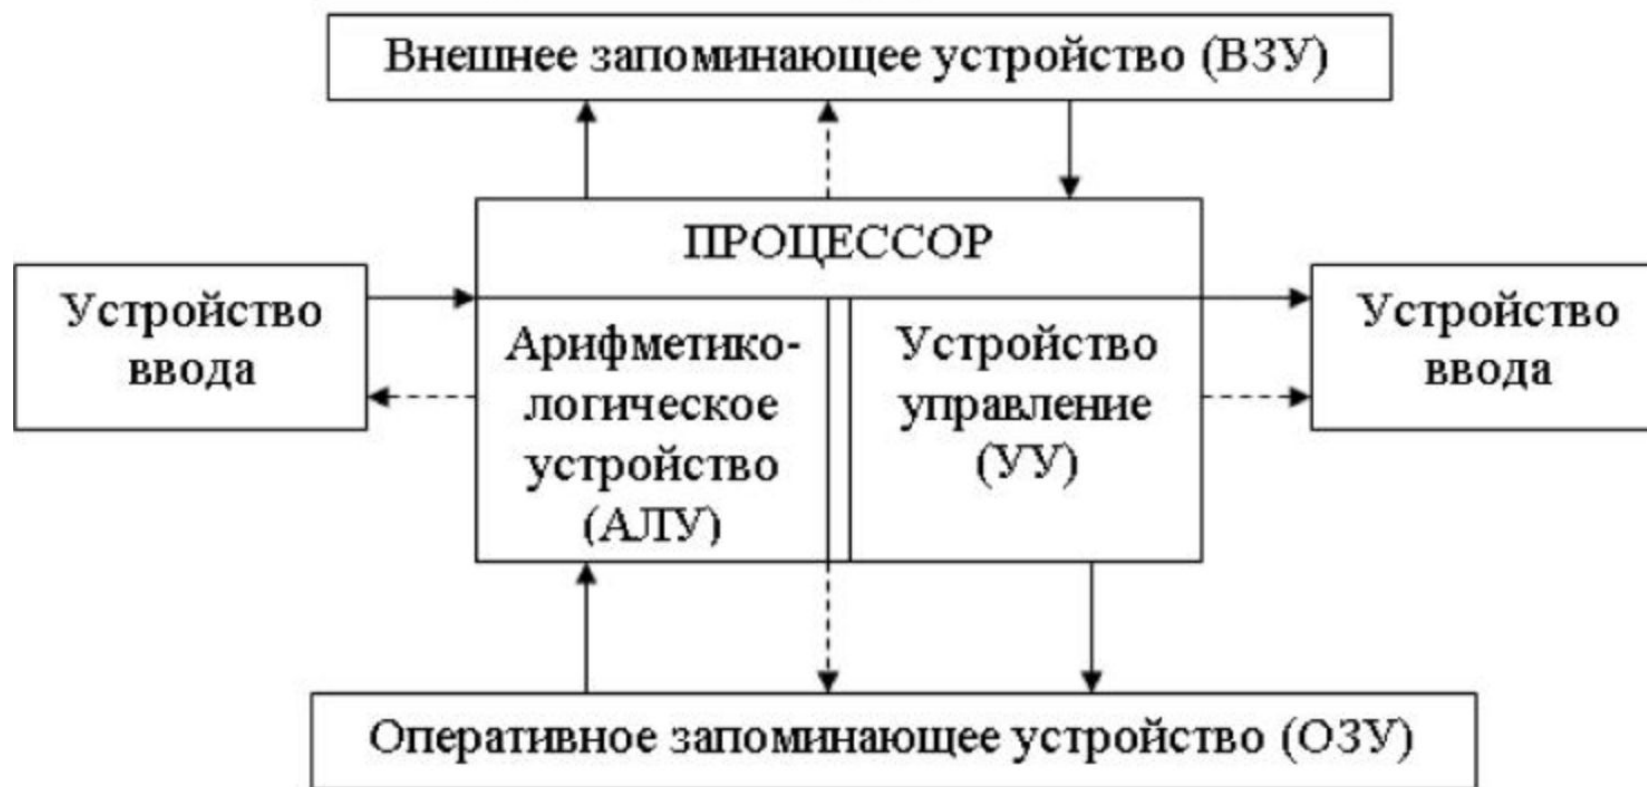 Внешнее запоминающее устройство (ВЗУ)
ПРОЦЕССОР
Устройство
ввода
Арифметико-
логическое
устройство
(АЛУ)
Устройство
управление
(УУ)
Устройство
ввода
Оперативное запоминающее устройство (ОЗУ)